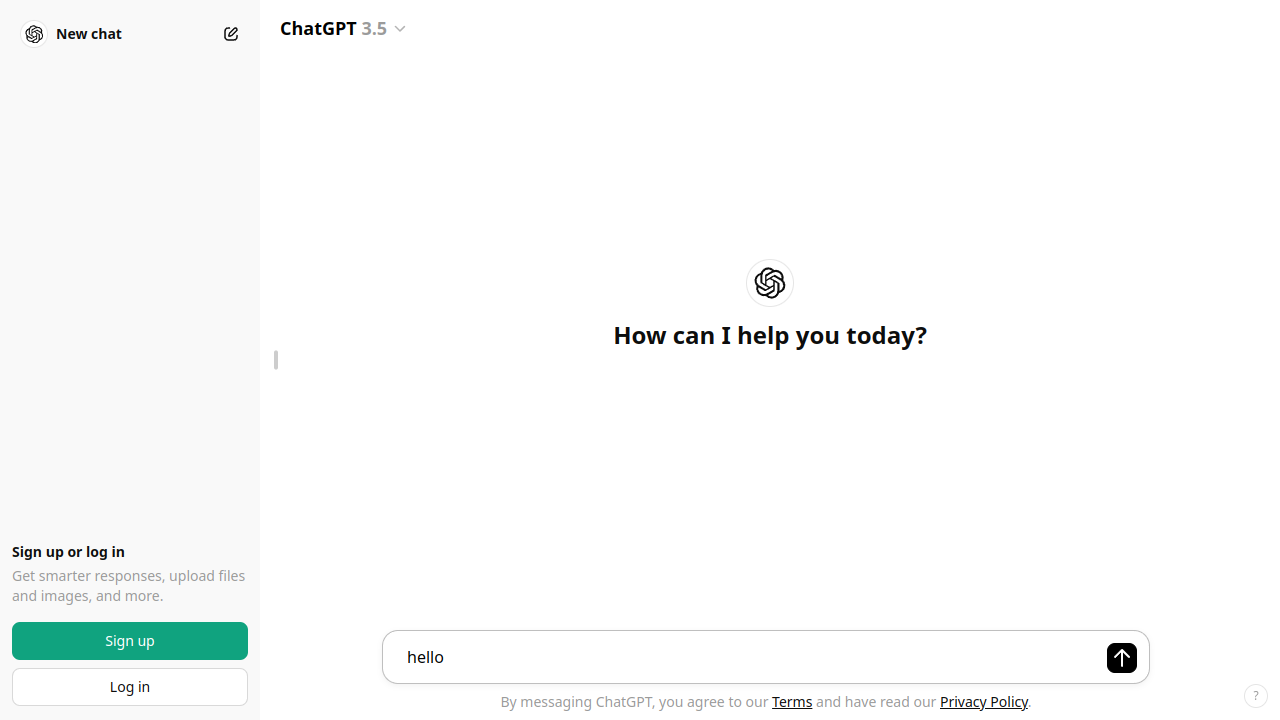 New chat
ChatGPT 3.5
How can I help you today?
Sign up or log in
Get smarter responses, upload files
and images, and more.
Sign up
Log in
hello
By messaging ChatGPT, you agree to our Terms and have read our Privacy Policy.
?